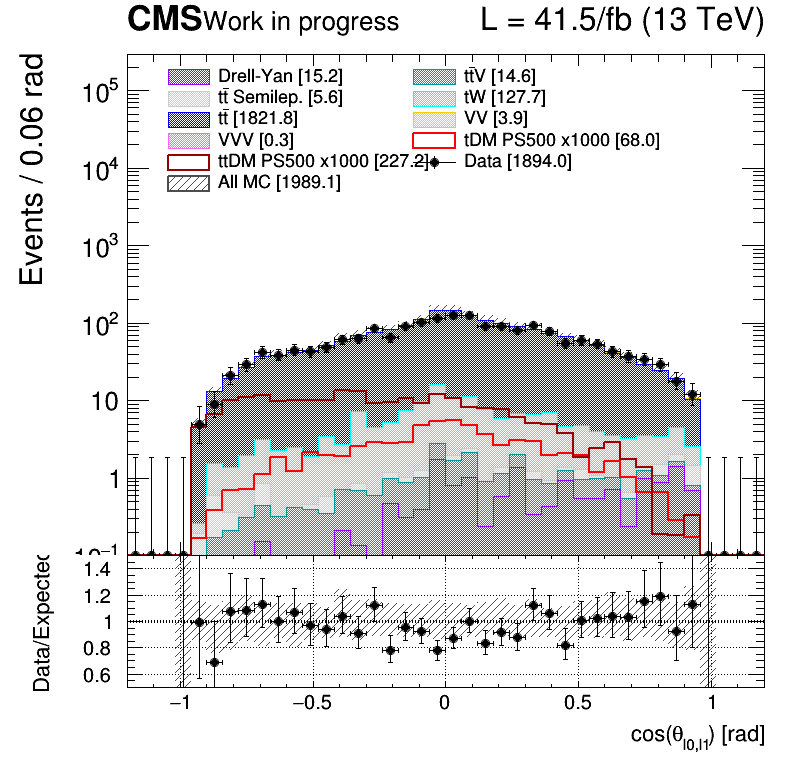 CMS Work in progress L = 41.5/fb (13 TeV)
Events / 0.06 rad
Drell-Yan [15.2]
tt̄V [14.6]
tt̄ Semilep. [5.6]
tW [127.7]
tt̄ [1821.8]
VV [3.9]
VVV [0.3]
tDM PS500 x1000 [68.0]
ttDM PS500 x1000 [227.2]
Data [1894.0]
All MC [1989.1]
10⁵
10⁴
10³
10²
10
1
10⁻¹
Data/Expected
1.4
1.2
1
0.8
0.6
−1 −0.5 0 0.5 1
cos(θ_l0,l1) [rad]